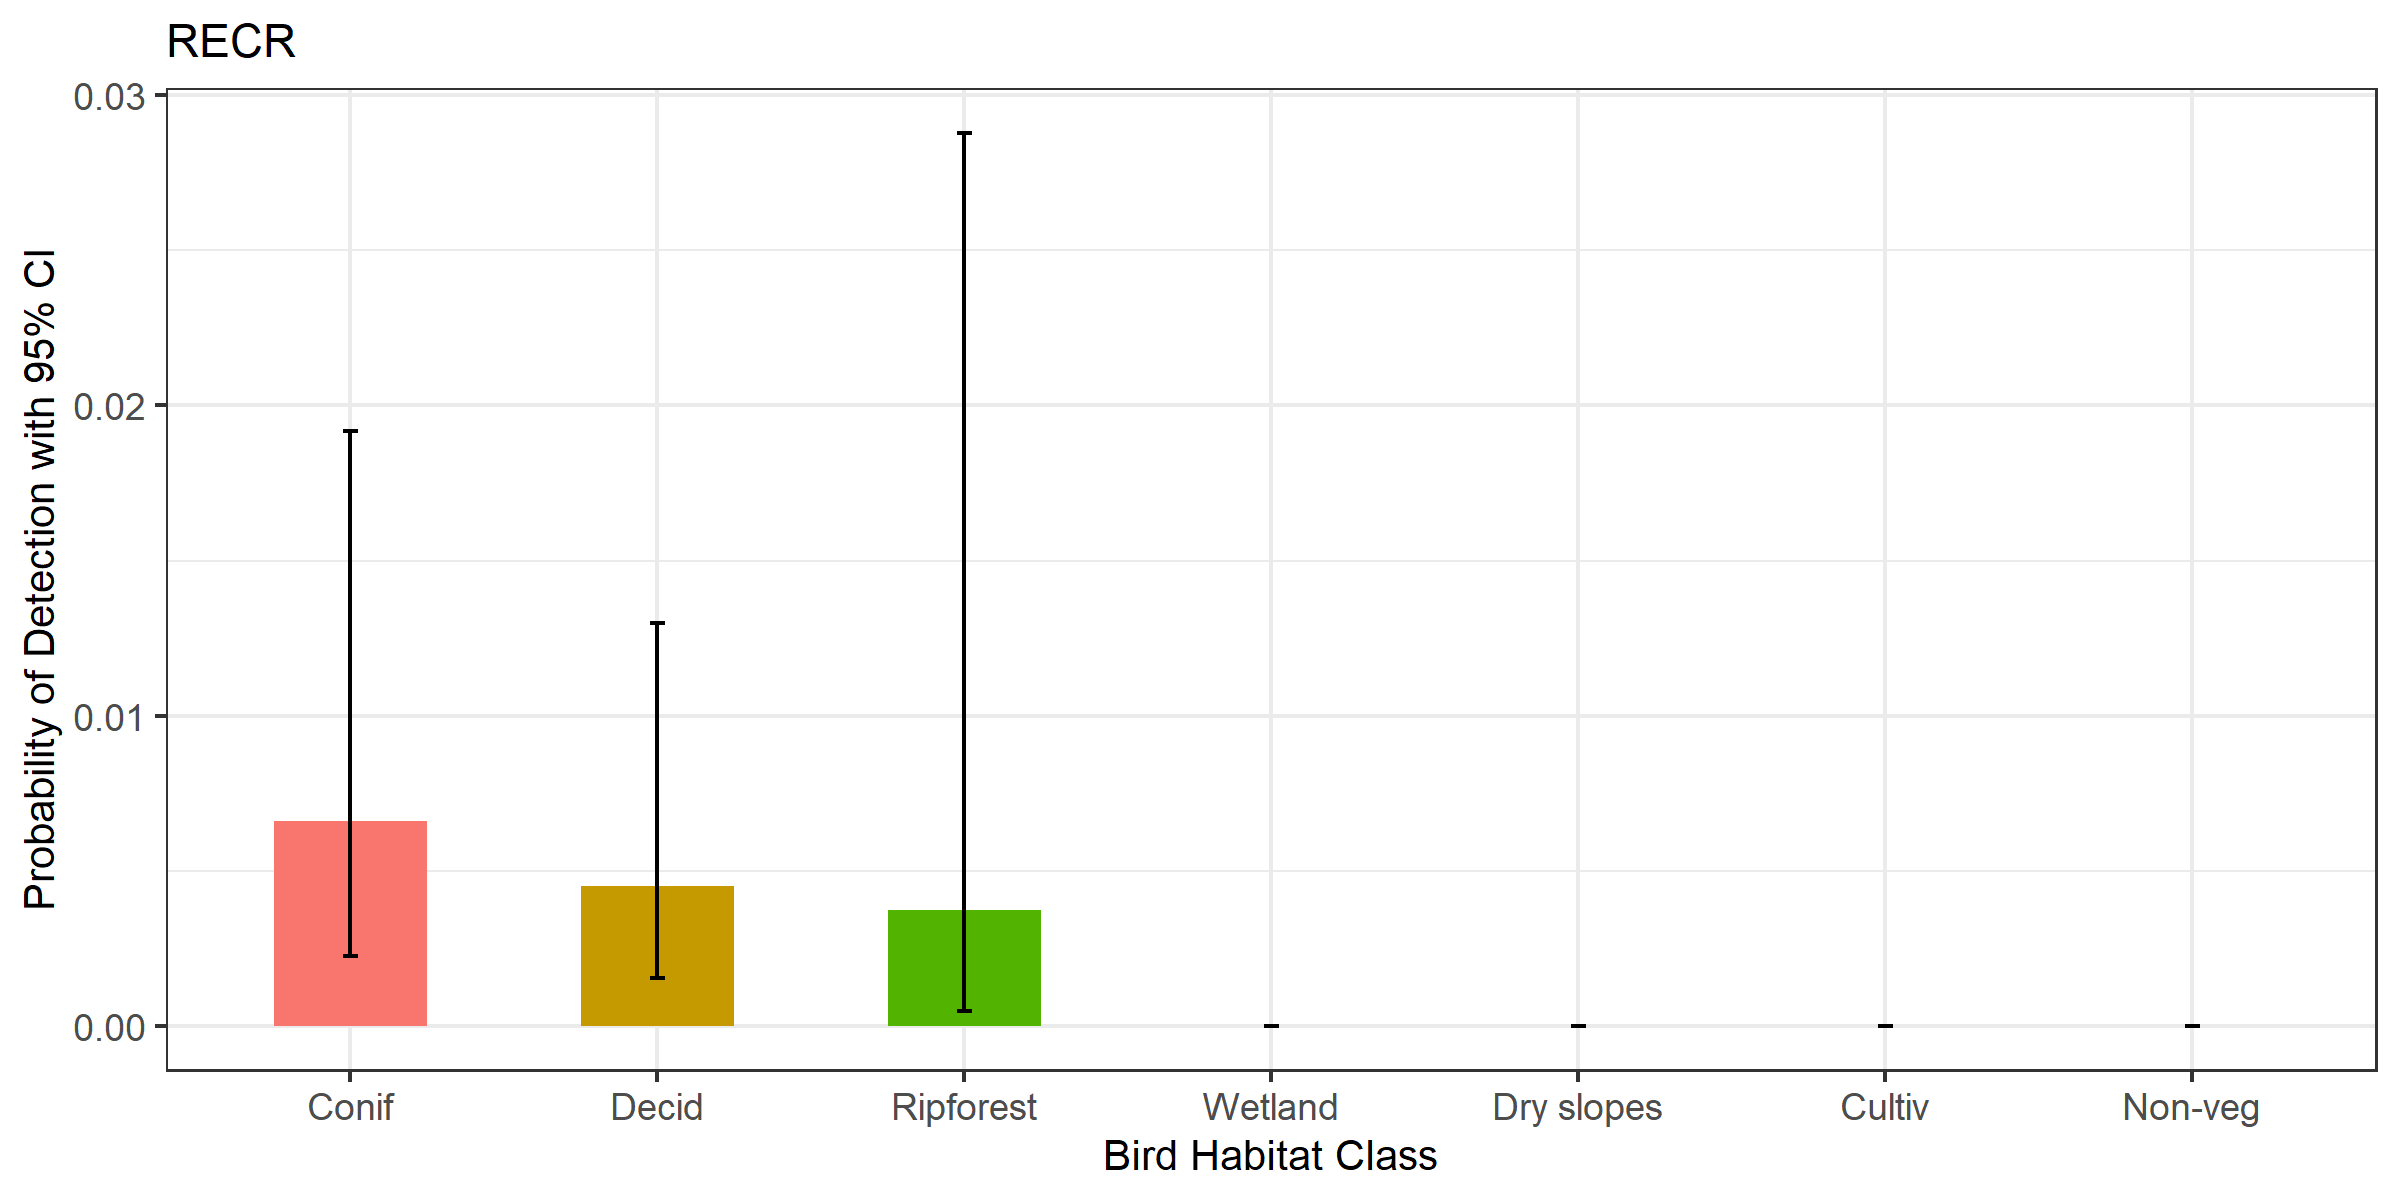 RECR
Probability of Detection with 95% CI
0.03
0.02
0.01
0.00
Conif Decid Ripforest Wetland Dry slopes Cultiv Non-veg
Bird Habitat Class